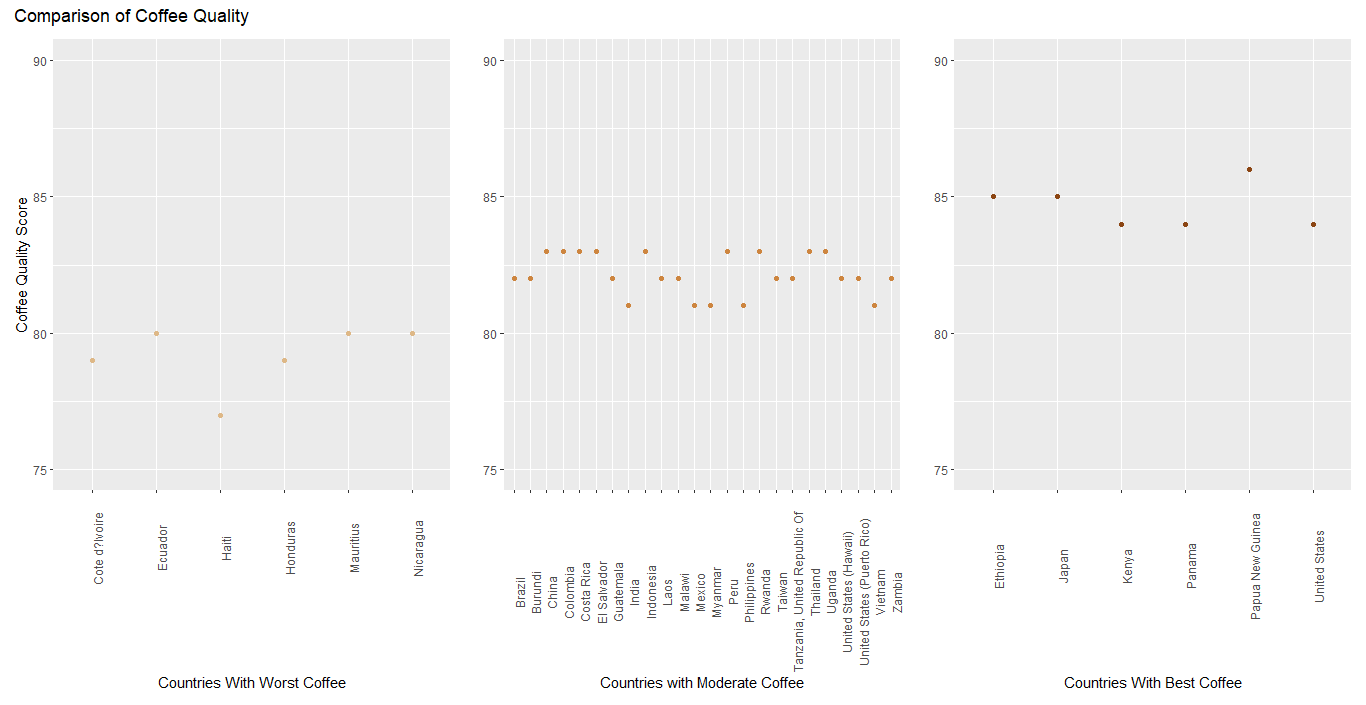 Comparison of Coffee Quality
Coffee Quality Score
90
85
80
75
Cote d?Ivoire
Ecuador
Haiti
Honduras
Mauritius
Nicaragua
Countries With Worst Coffee
90
85
80
75
Brazil
Burundi
China
Colombia
Costa Rica
El Salvador
Guatemala
India
Indonesia
Laos
Malawi
Mexico
Myanmar
Peru
Philippines
Rwanda
Taiwan
Tanzania, United Republic Of
Thailand
Uganda
United States (Hawaii)
United States (Puerto Rico)
Vietnam
Zambia
Countries with Moderate Coffee
90
85
80
75
Ethiopia
Japan
Kenya
Panama
Papua New Guinea
United States
Countries With Best Coffee